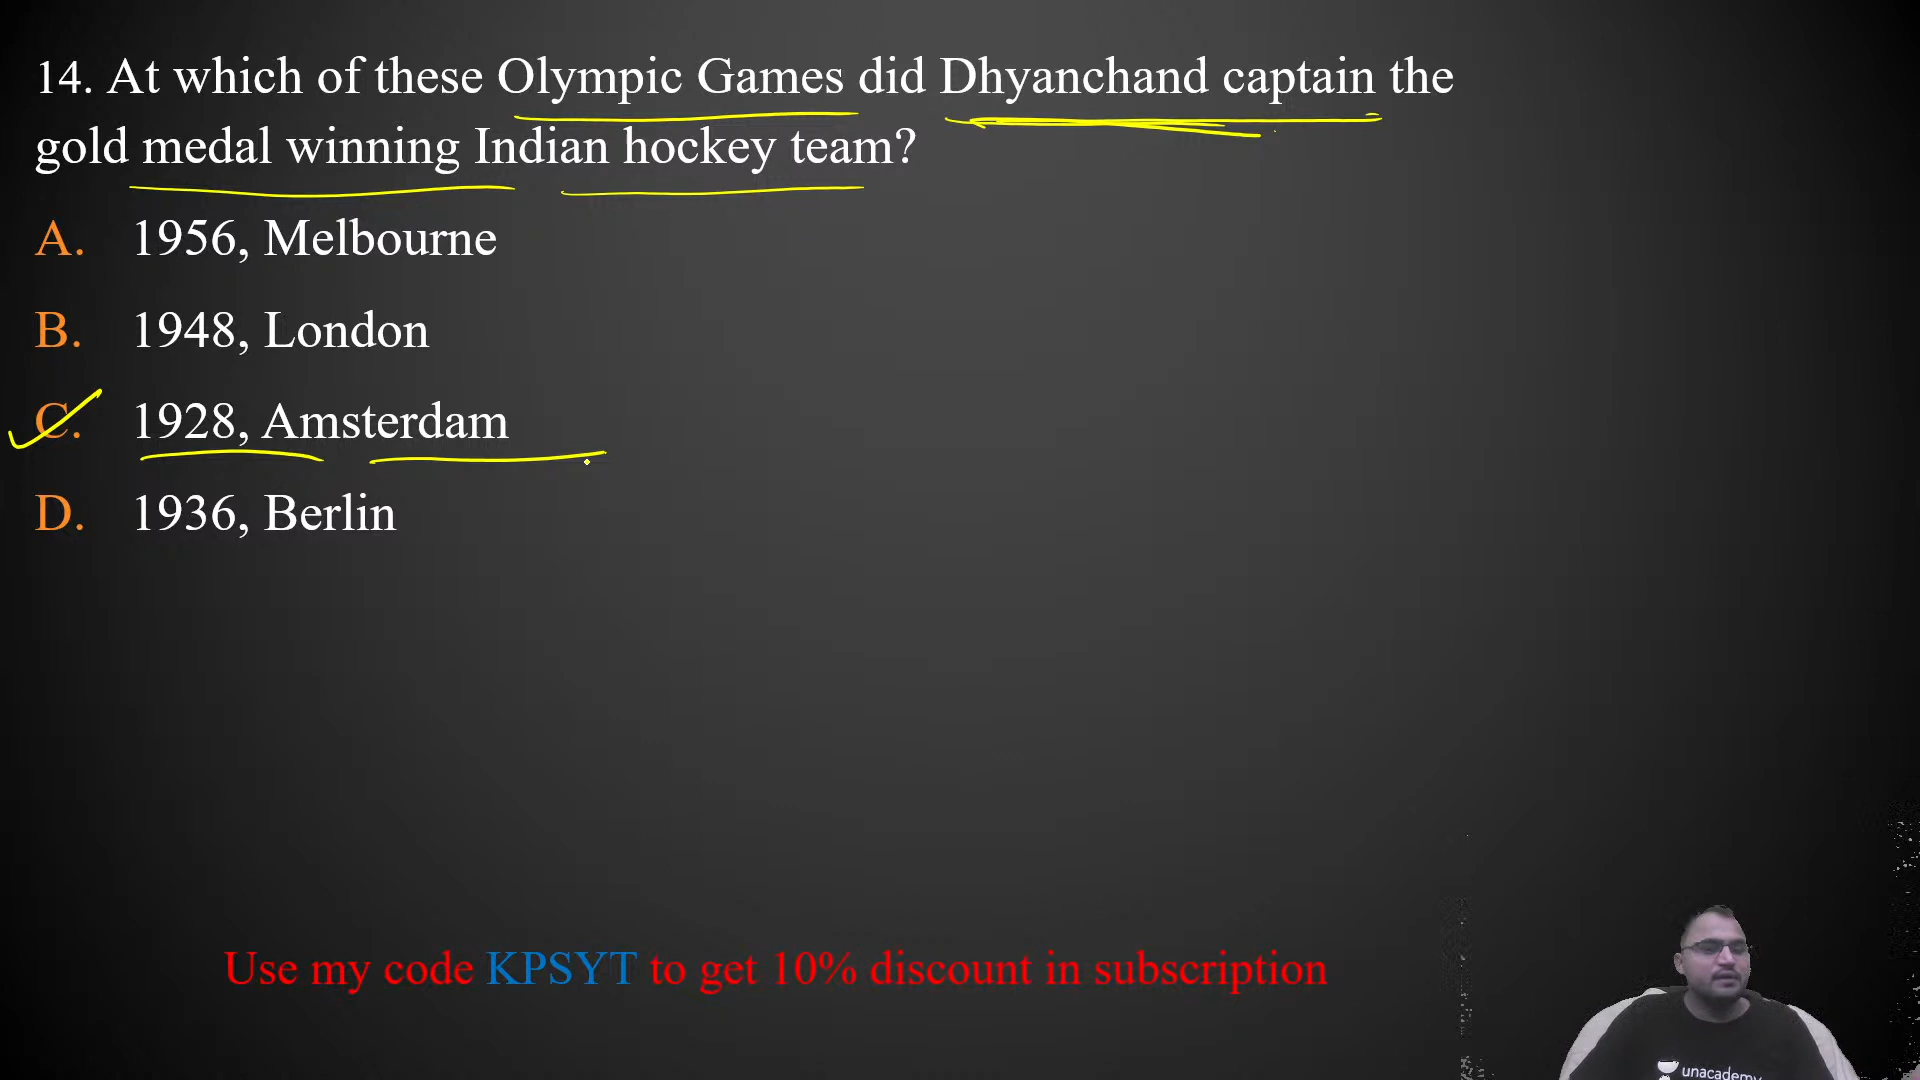 14. At which of these Olympic Games did Dhyanchand captain the
gold medal winning Indian hockey team?
A. 1956, Melbourne
B. 1948, London
C. 1928, Amsterdam
D. 1936, Berlin
Use my code KPSYT to get 10% discount in subscription
unacademy